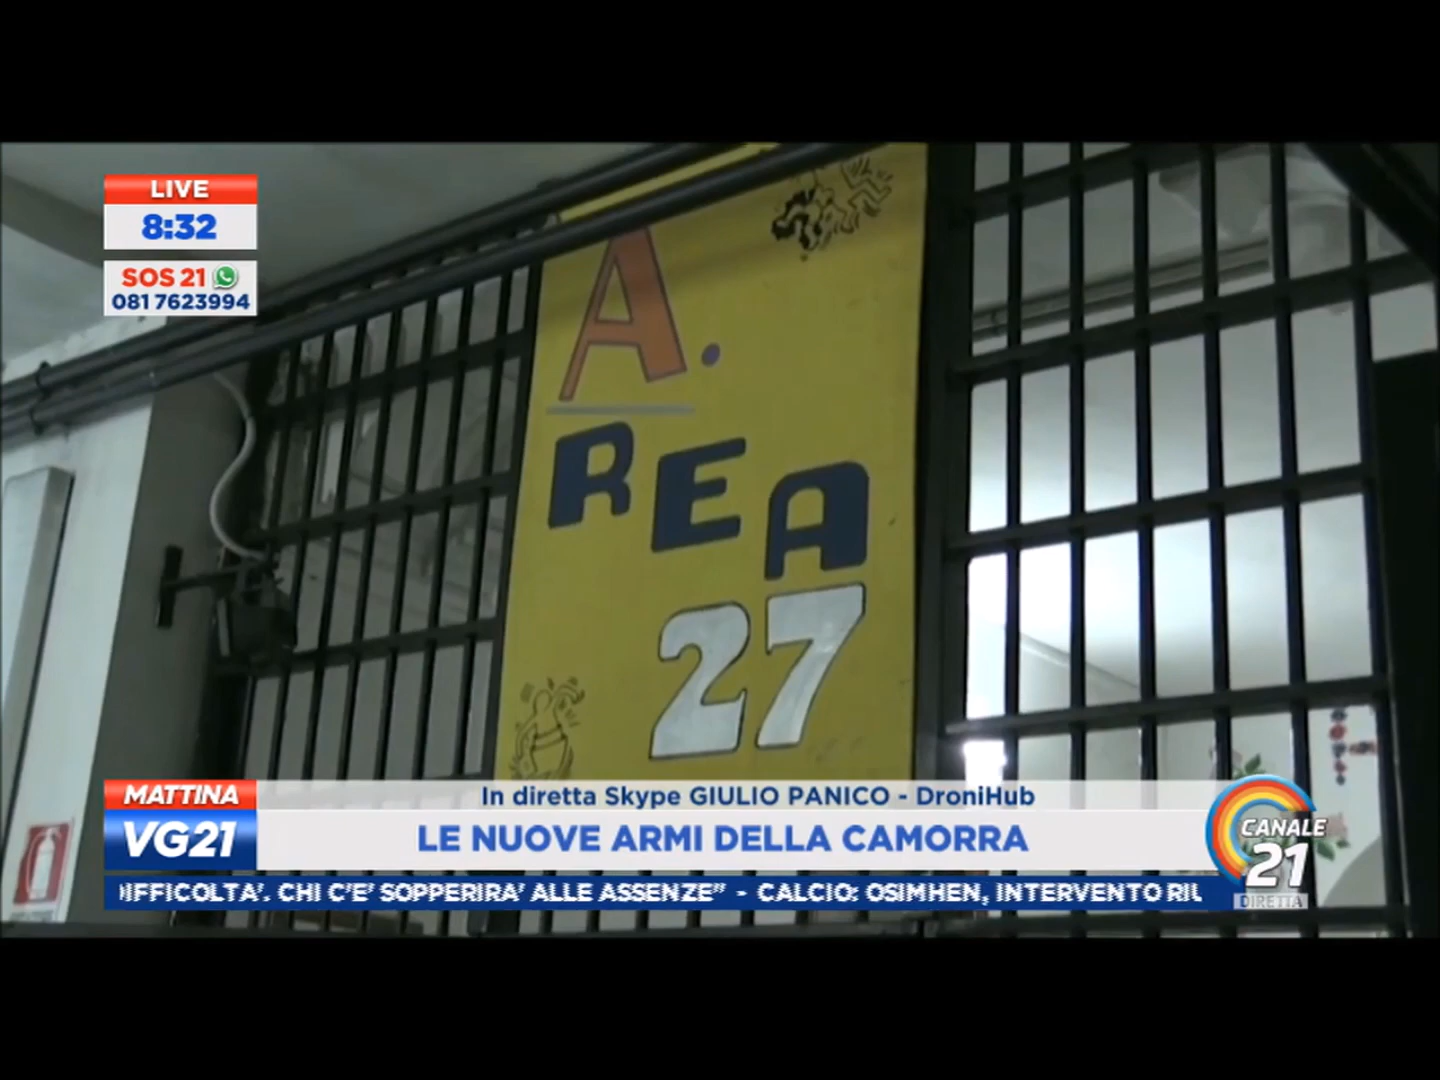 LIVE
8:32
SOS 21
081 7623994
A.
REA
27
MATTINA
VG21
In diretta Skype GIULIO PANICO - DroniHub
LE NUOVE ARMI DELLA CAMORRA
IFFICOLTA'. CHI C'E' SOPPERIRA' ALLE ASSENZE" - CALCIO: OSIMHEN, INTERVENTO RIU
CANALE
21
DIRETTA